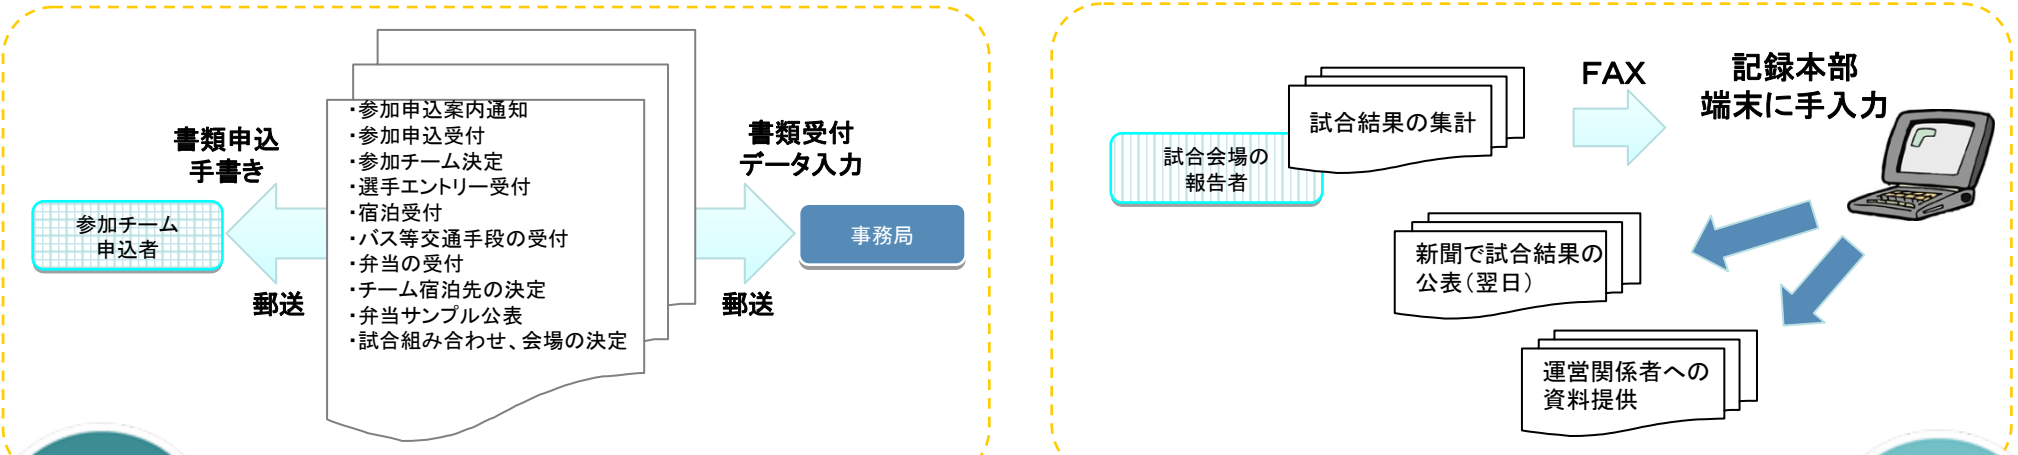 書類申込
手書き
参加チーム
申込者
郵送
・参加申込案内通知
・参加申込受付
・参加チーム決定
・選手エントリー受付
・宿泊受付
・バス等交通手段の受付
・弁当の受付
・チーム宿泊先の決定
・弁当サンプル公表
・試合組み合わせ、会場の決定
書類受付
データ入力
事務局
郵送
試合会場の
報告者
試合結果の集計
FAX
記録本部
端末に手入力
新聞で試合結果の
公表（翌日）
運営関係者への
資料提供